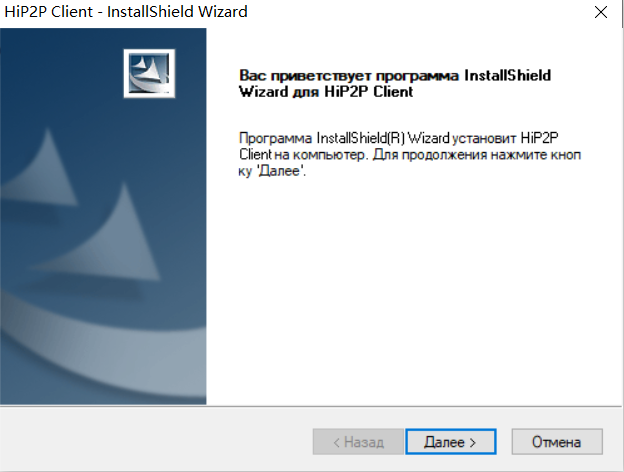 HiP2P Client - InstallShield Wizard
Вас приветствует программа InstallShield
Wizard для HiP2P Client
Программа InstallShield(R) Wizard установит HiP2P
Client на компьютер. Для продолжения нажмите кноп
ку 'Далее'.
< Назад
Далее >
Отмена